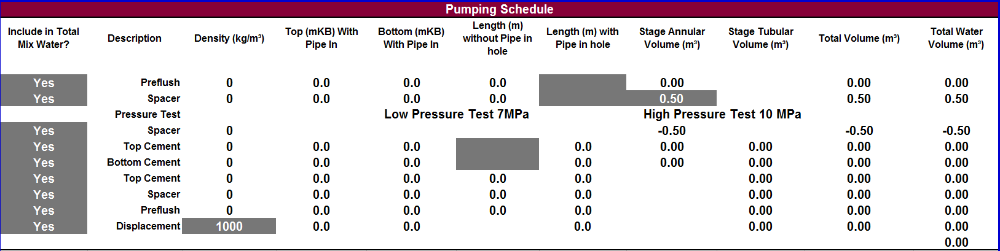 Pumping Schedule
Include in Total Mix Water? Description Density (kg/m³) Top (mKB) With Pipe In Bottom (mKB) With Pipe In Length (m) without Pipe in hole Length (m) with Pipe in hole Stage Annular Volume (m³) Stage Tubular Volume (m³) Total Volume (m³) Total Water Volume (m³)
Yes Preflush 0 0.0 0.0 0.0 0.00 0.00 0.00
Yes Spacer 0 0.0 0.0 0.0 0.50 0.50 0.50
Pressure Test Low Pressure Test 7MPa High Pressure Test 10 MPa
Yes Spacer 0 -0.50 -0.50 -0.50
Yes Top Cement 0 0.0 0.0 0.0 0.00 0.00 0.00 0.00
Yes Bottom Cement 0 0.0 0.0 0.0 0.00 0.00 0.00 0.00
Yes Top Cement 0 0.0 0.0 0.0 0.0 0.00 0.00 0.00
Yes Spacer 0 0.0 0.0 0.0 0.0 0.00 0.00 0.00
Yes Preflush 0 0.0 0.0 0.0 0.0 0.00 0.00 0.00
Yes Displacement 1000 0.0 0.0 0.0 0.00 0.00 0.00
0.00